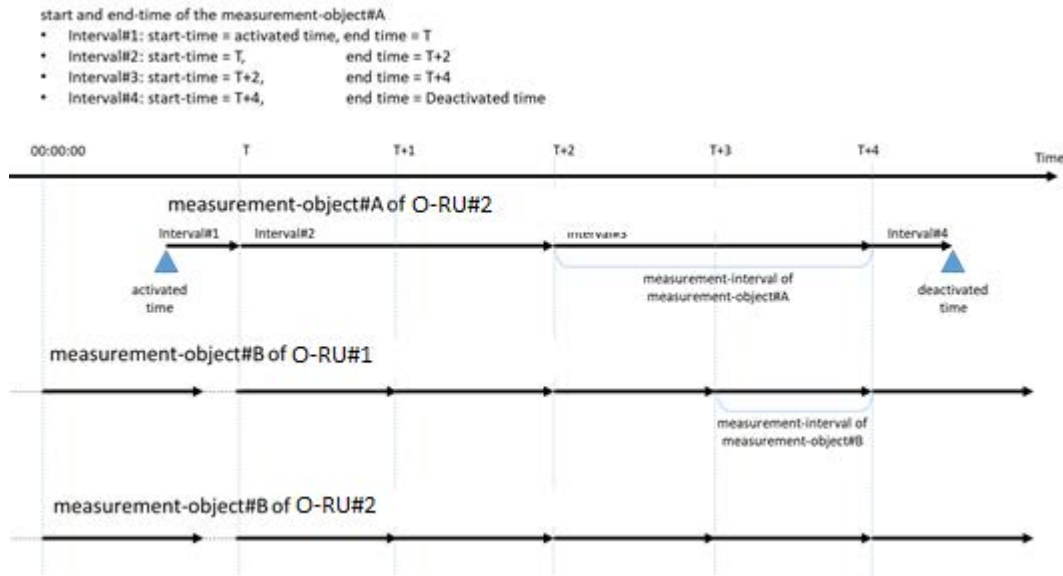 start and end-time of the measurement-object#A
• Interval#1: start-time = activated time, end time = T
• Interval#2: start-time = T, end time = T+2
• Interval#3: start-time = T+2, end time = T+4
• Interval#4: start-time = T+4, end time = Deactivated time
00:00:00 T T+1 T+2 T+3 T+4 Time
measurement-object#A of O-RU#2
Interval#1 Interval#2 Interval#3 Interval#4
activated time
measurement-interval of
measurement-object#A
deactivated time
measurement-object#B of O-RU#1
measurement-interval of
measurement-object#B
measurement-object#B of O-RU#2